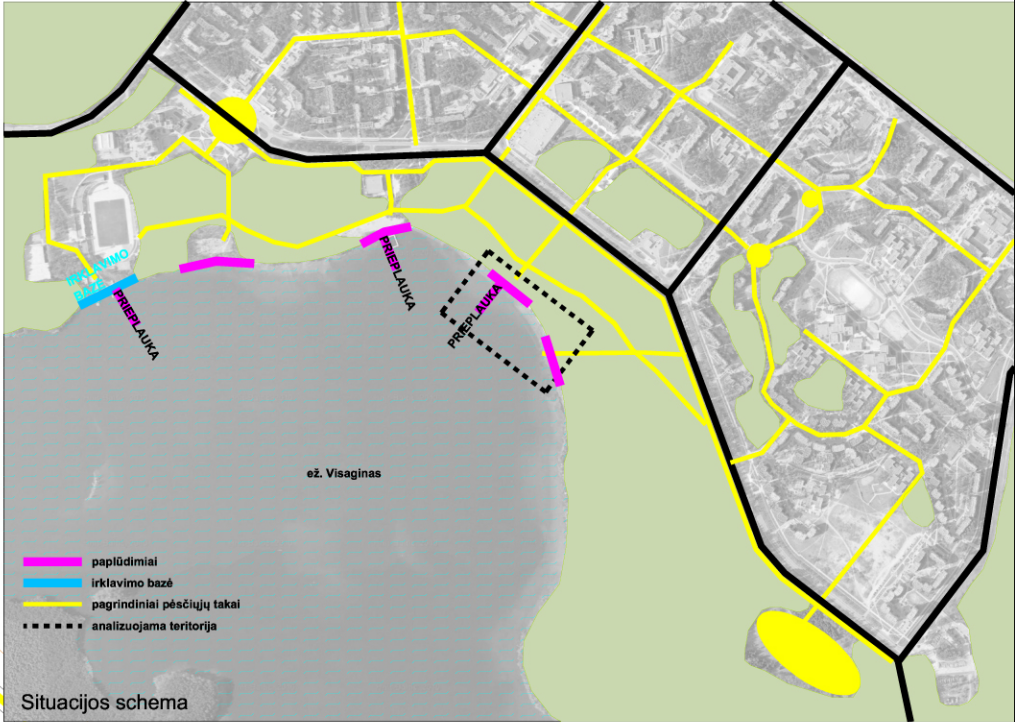 IRKLAVIMO
BAZĖ
PRIEPLAUKA
PRIEPLAUKA
PRIEPLAUKA
ež. Visaginas
paplūdimiai
irklavimo bazė
pagrindiniai pėsčiųjų takai
analizuojama teritorija
Situacijos schema